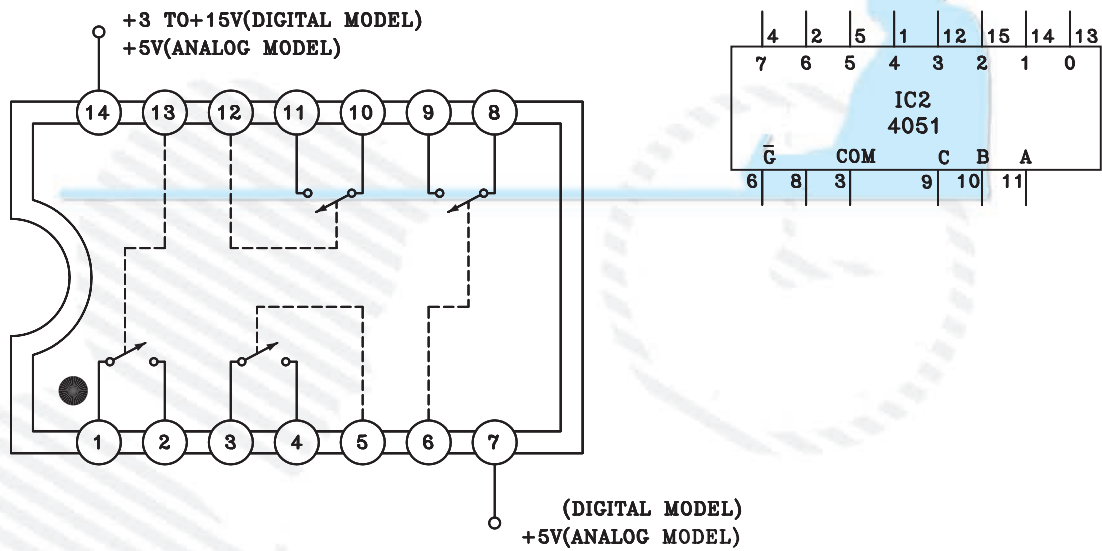 +3 TO+15V(DIGITAL MODEL)
+5V(ANALOG MODEL)
14 13 12 11 10 9 8
1 2 3 4 5 6 7
(DIGITAL MODEL)
+5V(ANALOG MODEL)
4 2 5 1 12 15 14 13
7 6 5 4 3 2 1 0
IC2
4051
G̅ COM C B A
6 8 3 9 10 11